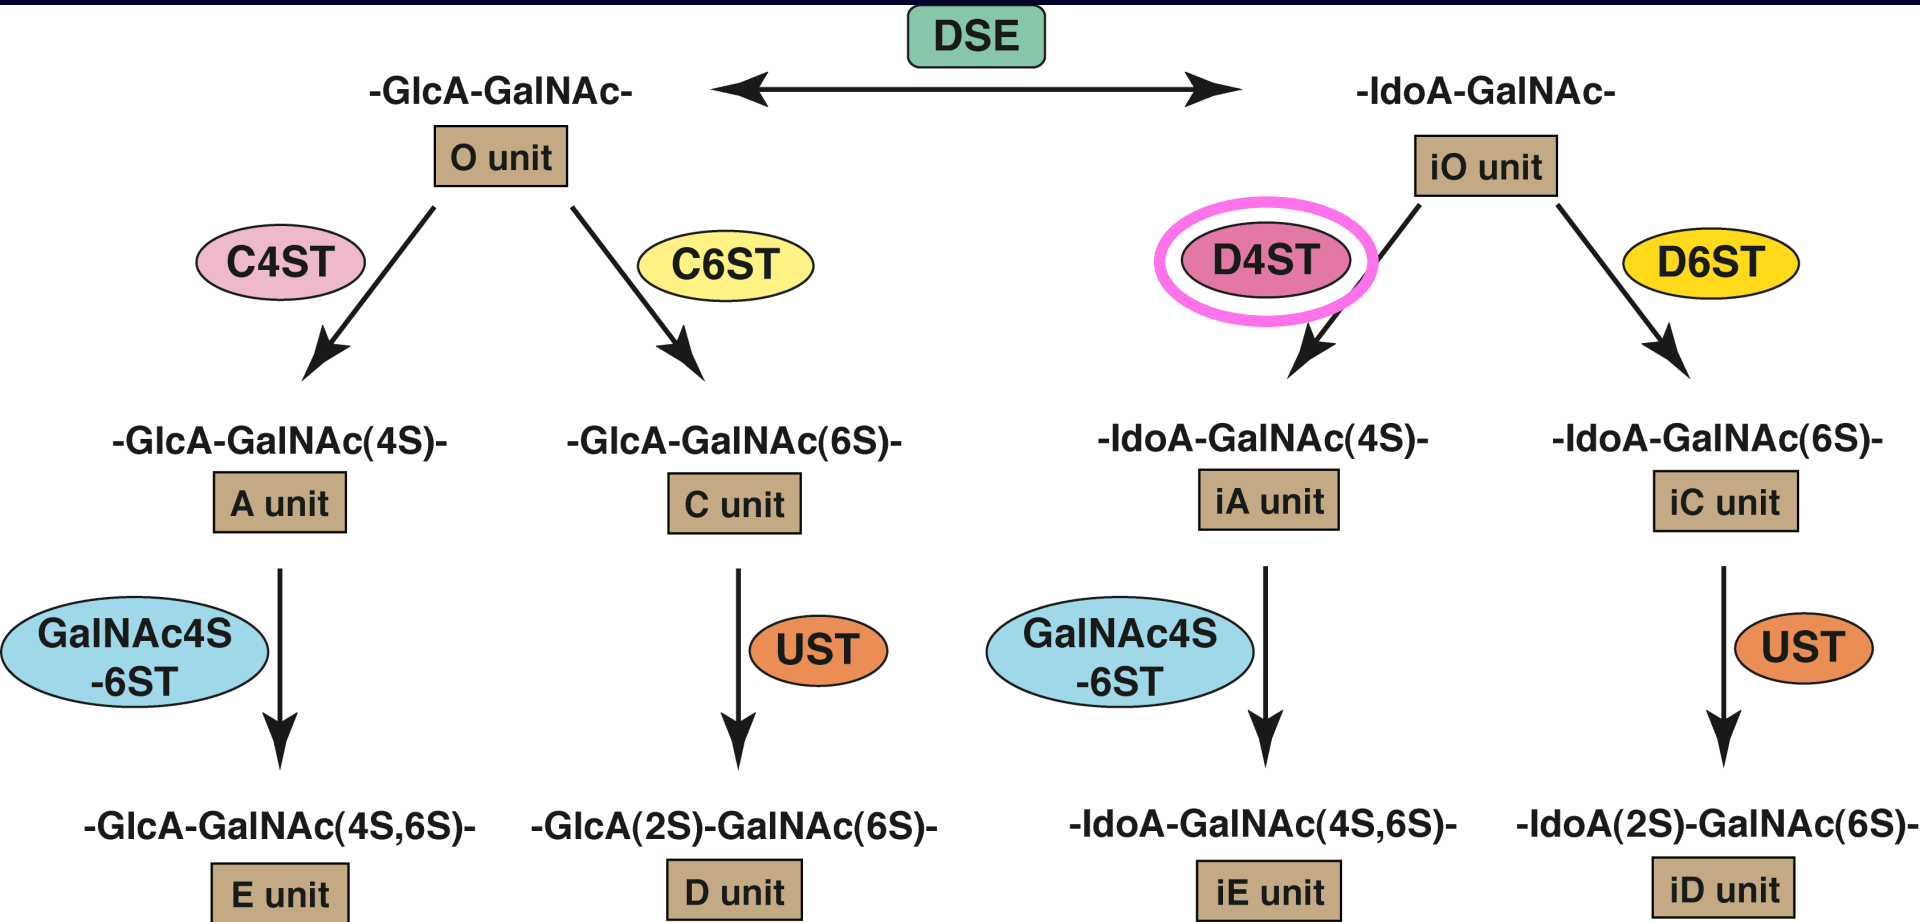 DSE
-GlcA-GalNAc-
-IdoA-GalNAc-
O unit
iO unit
C4ST
C6ST
D4ST
D6ST
-GlcA-GalNAc(4S)-
-GlcA-GalNAc(6S)-
-IdoA-GalNAc(4S)-
-IdoA-GalNAc(6S)-
A unit
C unit
iA unit
iC unit
GalNAc4S
-6ST
UST
GalNAc4S
-6ST
UST
-GlcA-GalNAc(4S,6S)-
-GlcA(2S)-GalNAc(6S)-
-IdoA-GalNAc(4S,6S)-
-IdoA(2S)-GalNAc(6S)-
E unit
D unit
iE unit
iD unit